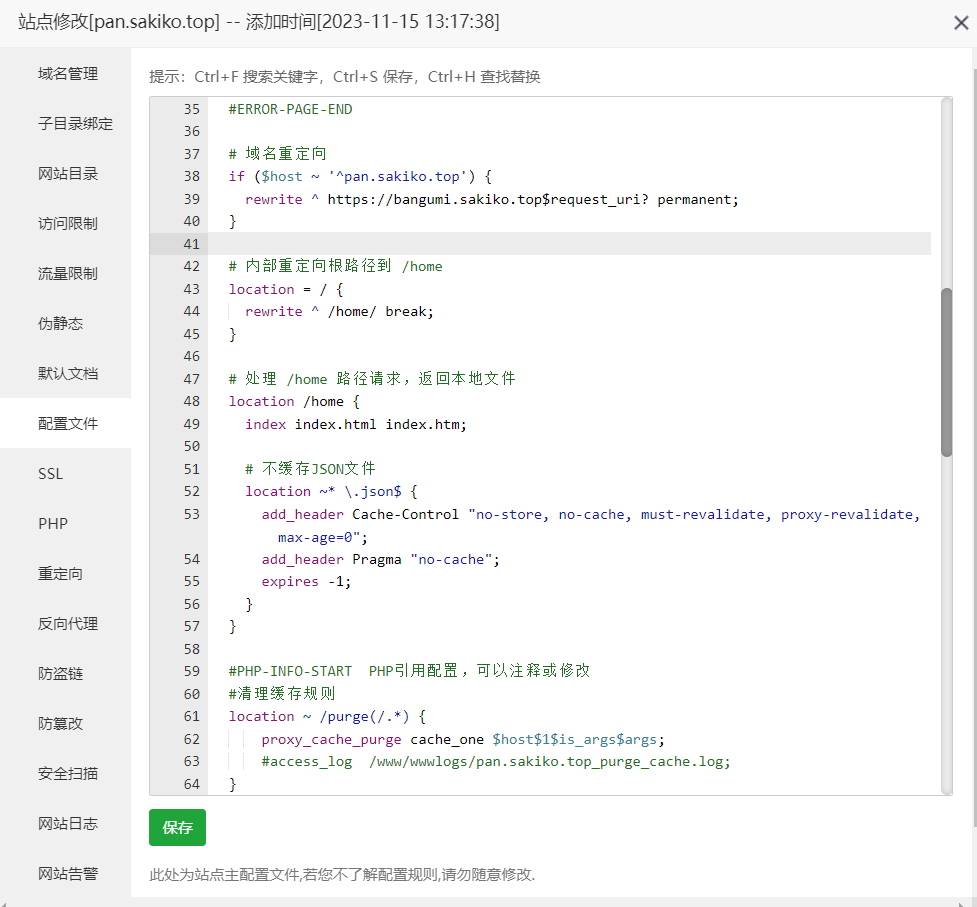 站点修改[pan.sakiko.top] -- 添加时间[2023-11-15 13:17:38]
域名管理
子目录绑定
网站目录
访问限制
流量限制
伪静态
默认文档
配置文件
SSL
PHP
重定向
反向代理
防盗链
防篡改
安全扫描
网站日志
网站告警
提示：Ctrl+F 搜索关键字，Ctrl+S 保存，Ctrl+H 查找替换
35 #ERROR-PAGE-END
36
37 # 域名重定向
38 if ($host ~ '^pan.sakiko.top') {
39 rewrite ^ https://bangumi.sakiko.top$request_uri? permanent;
40 }
41
42 # 内部重定向根路径到 /home
43 location = / {
44 rewrite ^ /home/ break;
45 }
46
47 # 处理 /home 路径请求，返回本地文件
48 location /home {
49 index index.html index.htm;
50
51 # 不缓存JSON文件
52 location ~* \.json$ {
53 add_header Cache-Control "no-store, no-cache, must-revalidate, proxy-revalidate,
max-age=0";
54 add_header Pragma "no-cache";
55 expires -1;
56 }
57 }
58
59 #PHP-INFO-START  PHP引用配置，可以注释或修改
60 #清理缓存规则
61 location ~ /purge(/.*) {
62 proxy_cache_purge cache_one $host$1$is_args$args;
63 #access_log  /www/wwwlogs/pan.sakiko.top_purge_cache.log;
64 }
保存
此处为站点主配置文件,若您不了解配置规则,请勿随意修改.